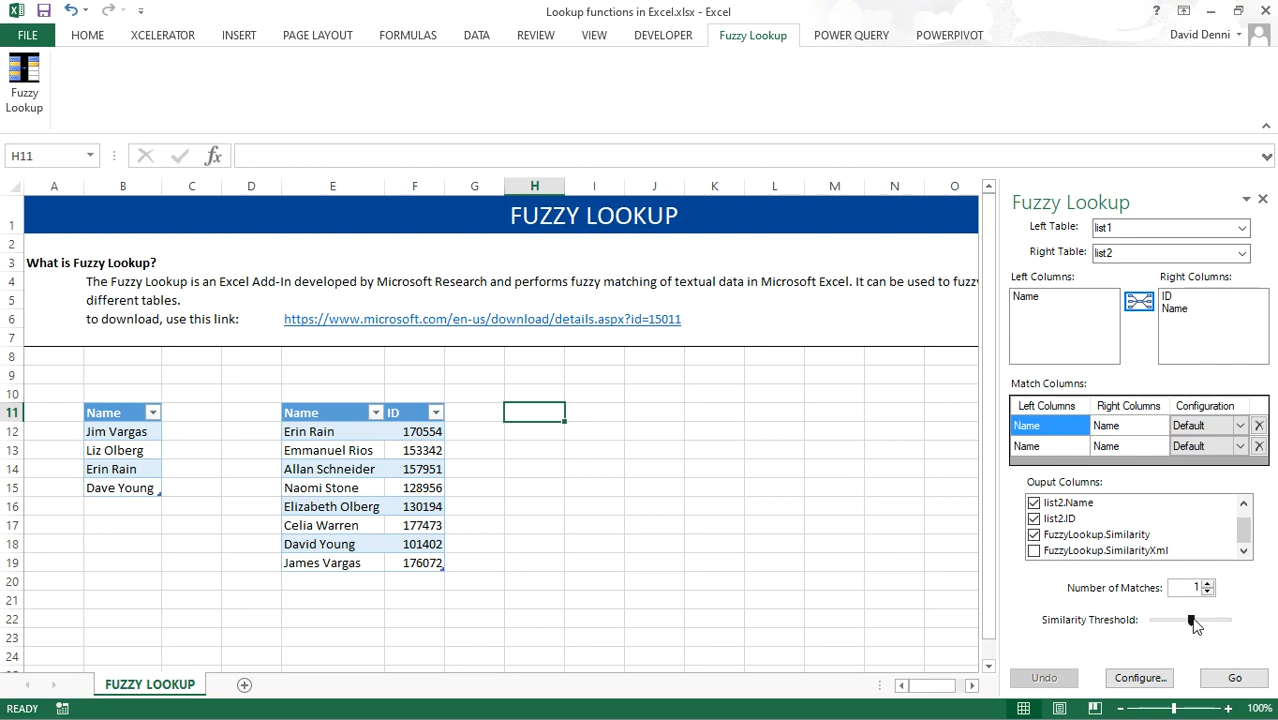 Lookup functions in Excel.xlsx - Excel
?
FILE HOME XCELERATOR INSERT PAGE LAYOUT FORMULAS DATA REVIEW VIEW DEVELOPER Fuzzy Lookup POWER QUERY POWERPIVOT David Denni
Fuzzy
Lookup
H11 fx
A B C D E F G H I J K L M N O
1 FUZZY LOOKUP
2
3 What is Fuzzy Lookup?
4 The Fuzzy Lookup is an Excel Add-In developed by Microsoft Research and performs fuzzy matching of textual data in Microsoft Excel. It can be used to fuzzy
5 different tables.
6 to download, use this link: https://www.microsoft.com/en-us/download/details.aspx?id=15011
7
8
9
10
11 Name Name ID
12 Jim Vargas Erin Rain 170554
13 Liz Olberg Emmanuel Rios 153342
14 Erin Rain Allan Schneider 157951
15 Dave Young Naomi Stone 128956
16 Elizabeth Olberg 130194
17 Celia Warren 177473
18 David Young 101402
19 James Vargas 176072
20
21
22
23
24
FUZZY LOOKUP
READY
100%
Fuzzy Lookup
Left Table: list1
Right Table: list2
Left Columns: Right Columns:
Name ID
Name
Match Columns:
Left Columns Right Columns Configuration
Name Name Default
Name Name Default
Ouput Columns:
list2.Name
list2.ID
FuzzyLookup.Similarity
FuzzyLookup.SimilarityXml
Number of Matches: 1
Similarity Threshold:
Undo Configure... Go